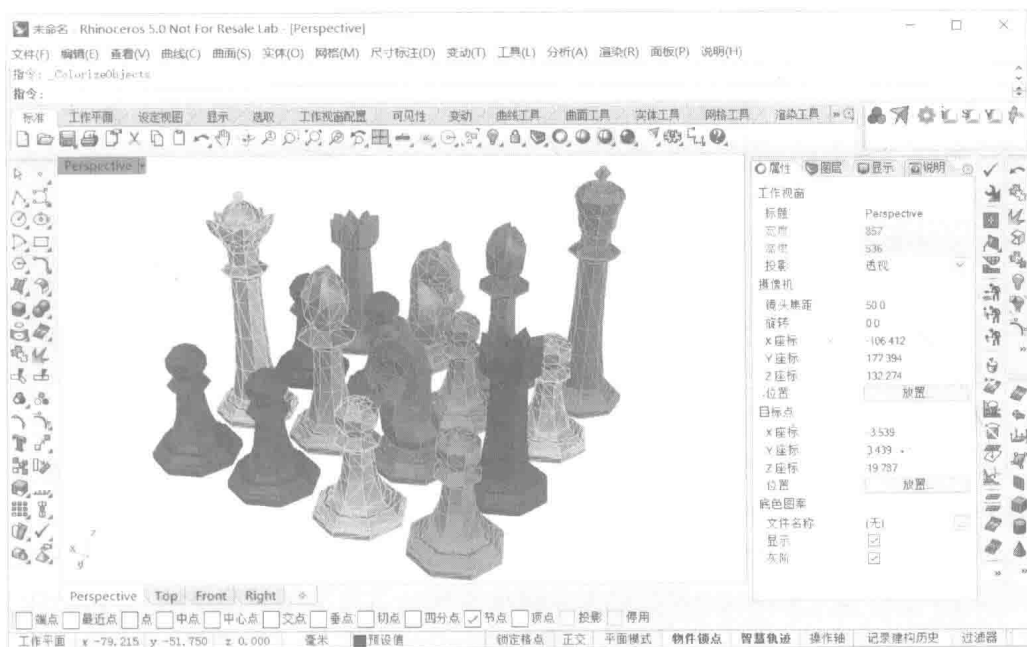 未命名 - Rhinoceros 5.0 Not For Resale Lab - [Perspective]
文件(F) 编辑(E) 查看(V) 曲线(C) 曲面(S) 实体(O) 网格(M) 尺寸标注(D) 变动(T) 工具(L) 分析(A) 渲染(R) 面板(P) 说明(H)
指令: _ColorizeObjects
指令:
标准 工作平面 设定视图 显示 选取 工作视窗配置 可见性 变动 曲线工具 曲面工具 实体工具 网格工具 渲染工具
Perspective
属性 图层 显示 说明
工作视窗
标题 Perspective
宽度 857
高度 536
投影 透视
摄像机
镜头焦距 50.0
旋转 0.0
X 座标 -106.412
Y 座标 177.394
Z 座标 132.274
位置 放置...
目标点
X 座标 -3.539
Y 座标 3.439
Z 座标 19.787
位置 放置...
底色图案
文件名称 (无)
显示
灰阶
z
x
y
Perspective Top Front Right
端点 最近点 点 中点 中心点 交点 垂点 切点 四分点 节点 顶点 投影 停用
工作平面 x -79.215 y -51.750 z 0.000 毫米 预设值 锁定格点 正交 平面模式 物件锁点 智慧轨迹 操作轴 记录建构历史 过滤器